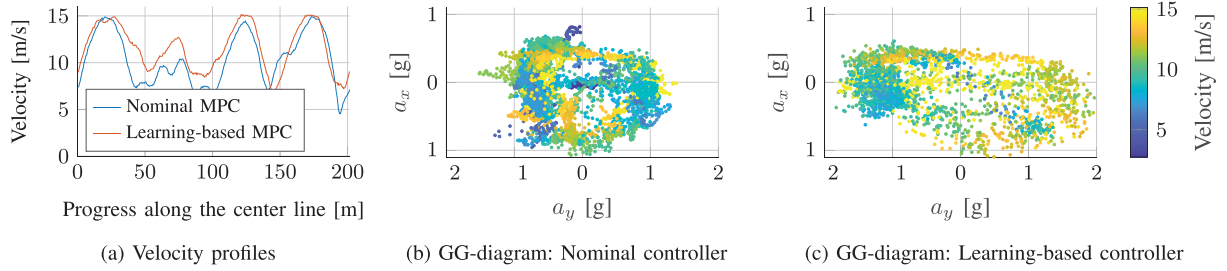 15
10
5
0
Velocity [m/s]
Nominal MPC
Learning-based MPC
0 50 100 150 200
Progress along the center line [m]
(a) Velocity profiles
1
0
1
a_x [g]
2 1 0 1 2
a_y [g]
(b) GG-diagram: Nominal controller
1
0
1
a_x [g]
2 1 0 1 2
a_y [g]
(c) GG-diagram: Learning-based controller
15
10
5
Velocity [m/s]